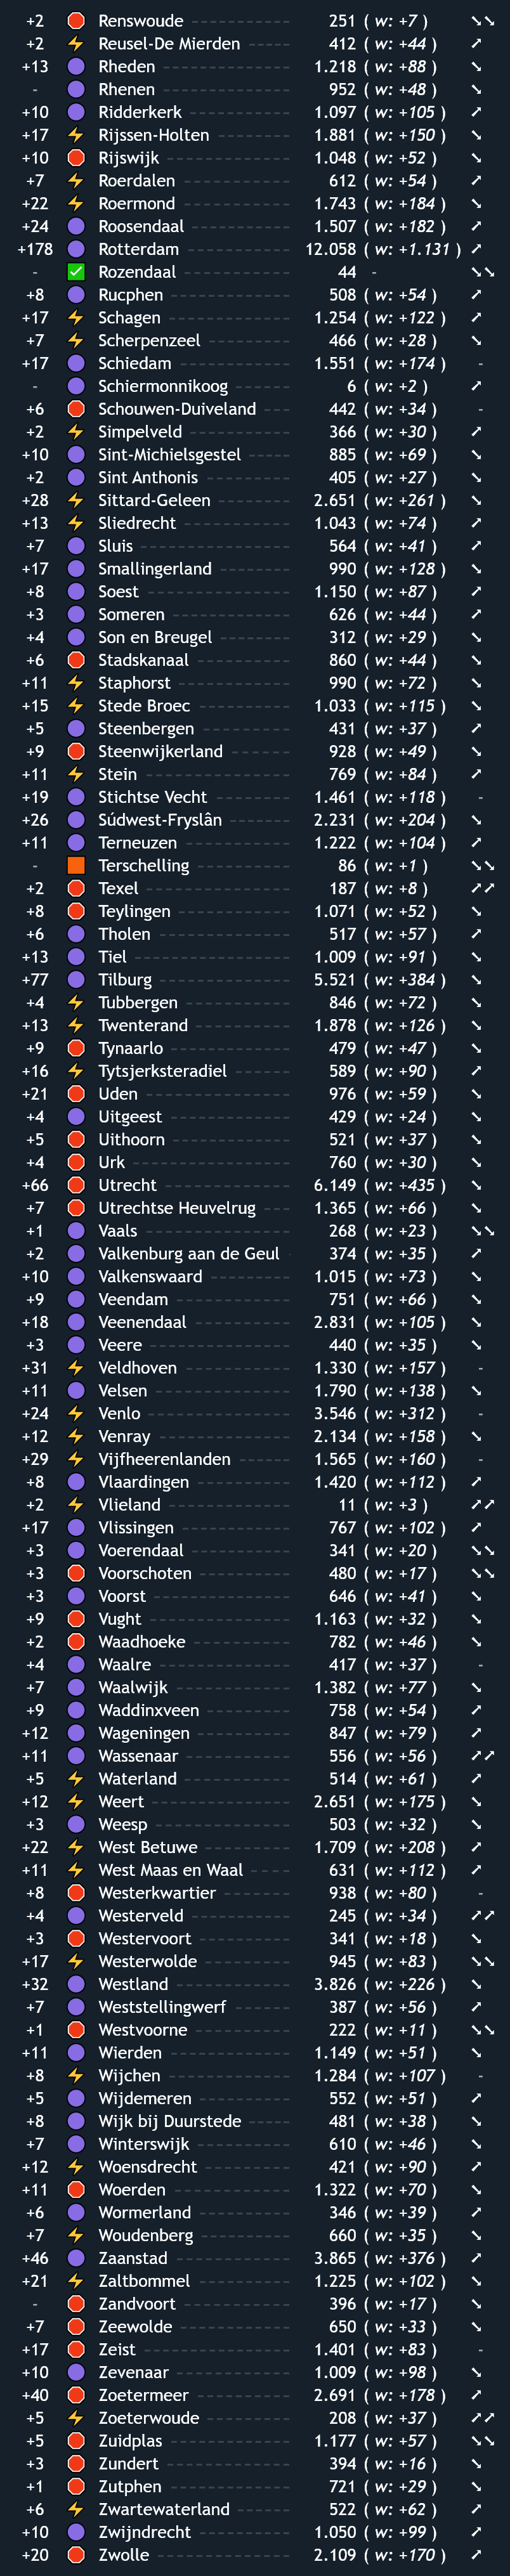 +2 Renswoude 251 ( w: +7 ) ↘↘
+2 Reusel-De Mierden 412 ( w: +44 ) ↗
+13 Rheden 1.218 ( w: +88 ) ↘
- Rhenen 952 ( w: +48 ) ↘
+10 Ridderkerk 1.097 ( w: +105 ) ↗
+17 Rijssen-Holten 1.881 ( w: +150 ) ↘
+10 Rijswijk 1.048 ( w: +52 ) ↘
+7 Roerdalen 612 ( w: +54 ) ↗
+22 Roermond 1.743 ( w: +184 ) ↘
+24 Roosendaal 1.507 ( w: +182 ) ↗
+178 Rotterdam 12.058 ( w: +1.131 ) ↗
- Rozendaal 44 - ↘↘
+8 Rucphen 508 ( w: +54 ) ↗
+17 Schagen 1.254 ( w: +122 ) ↗
+7 Scherpenzeel 466 ( w: +28 ) ↘
+17 Schiedam 1.551 ( w: +174 ) -
- Schiermonnikoog 6 ( w: +2 ) ↗
+6 Schouwen-Duiveland 442 ( w: +34 ) -
+2 Simpelveld 366 ( w: +30 ) ↗
+10 Sint-Michielsgestel 885 ( w: +69 ) ↘
+2 Sint Anthonis 405 ( w: +27 ) ↘
+28 Sittard-Geleen 2.651 ( w: +261 ) ↘
+13 Sliedrecht 1.043 ( w: +74 ) ↗
+7 Sluis 564 ( w: +41 ) ↘
+17 Smallingerland 990 ( w: +128 ) ↘
+8 Soest 1.150 ( w: +87 ) ↗
+3 Someren 626 ( w: +44 ) ↗
+4 Son en Breugel 312 ( w: +29 ) ↘
+6 Stadskanaal 860 ( w: +44 ) ↘
+11 Staphorst 990 ( w: +72 ) ↘
+15 Stede Broec 1.033 ( w: +115 ) ↘
+5 Steenbergen 431 ( w: +37 ) ↗
+9 Steenwijkerland 928 ( w: +49 ) ↘
+11 Stein 769 ( w: +84 ) ↗
+19 Stichtse Vecht 1.461 ( w: +118 ) -
+26 Súdwest-Fryslân 2.231 ( w: +204 ) ↘
+11 Terneuzen 1.222 ( w: +104 ) ↗
- Terschelling 86 ( w: +1 ) ↘↘
+2 Texel 187 ( w: +8 ) ↗↗
+8 Teylingen 1.071 ( w: +52 ) ↘
+6 Tholen 517 ( w: +57 ) ↗
+13 Tiel 1.009 ( w: +91 ) ↘
+77 Tilburg 5.521 ( w: +384 ) ↘
+4 Tubbergen 846 ( w: +72 ) ↘
+13 Twenterand 1.878 ( w: +126 ) ↘
+9 Tynaarlo 479 ( w: +47 ) ↘
+16 Tytsjerksteradiel 589 ( w: +90 ) ↗
+21 Uden 976 ( w: +59 ) ↘
+4 Uitgeest 429 ( w: +24 ) ↘
+5 Uithoorn 521 ( w: +37 ) ↘
+4 Urk 760 ( w: +30 ) ↘
+66 Utrecht 6.149 ( w: +435 ) ↘
+7 Utrechtse Heuvelrug 1.365 ( w: +66 ) ↘
+1 Vaals 268 ( w: +23 ) ↘↘
+2 Valkenburg aan de Geul 374 ( w: +35 ) ↗
+10 Valkenswaard 1.015 ( w: +73 ) ↘
+9 Veendam 751 ( w: +66 ) ↘
+18 Veenendaal 2.831 ( w: +105 ) ↘
+3 Veere 440 ( w: +35 ) ↘
+31 Veldhoven 1.330 ( w: +157 ) -
+11 Velsen 1.790 ( w: +138 ) ↘
+24 Venlo 3.546 ( w: +312 ) -
+12 Venray 2.134 ( w: +158 ) ↘
+29 Vijfheerenlanden 1.565 ( w: +160 ) -
+8 Vlaardingen 1.420 ( w: +112 ) ↗
+2 Vlieland 11 ( w: +3 ) ↗↗
+17 Vlissingen 767 ( w: +102 ) ↗
+3 Voerendaal 341 ( w: +20 ) ↘↘
+3 Voorschoten 480 ( w: +17 ) ↘↘
+3 Voorst 646 ( w: +41 ) ↘
+9 Vught 1.163 ( w: +32 ) ↘
+2 Waadhoeke 782 ( w: +46 ) ↘
+4 Waalre 417 ( w: +37 ) -
+7 Waalwijk 1.382 ( w: +77 ) ↘
+9 Waddinxveen 758 ( w: +54 ) ↗
+12 Wageningen 847 ( w: +79 ) ↗
+11 Wassenaar 556 ( w: +56 ) ↗↗
+5 Waterland 514 ( w: +61 ) ↗
+12 Weert 2.651 ( w: +175 ) ↘
+3 Weesp 503 ( w: +32 ) ↘
+22 West Betuwe 1.709 ( w: +208 ) ↗
+11 West Maas en Waal 631 ( w: +112 ) ↗
+8 Westerkwartier 938 ( w: +80 ) -
+4 Westerveld 245 ( w: +34 ) ↗↗
+3 Westervoort 341 ( w: +18 ) ↘
+17 Westerwolde 945 ( w: +83 ) ↘↘
+32 Westland 3.826 ( w: +226 ) ↘
+7 Weststellingwerf 387 ( w: +56 ) ↗
+1 Westvoorne 222 ( w: +11 ) ↘↘
+11 Wierden 1.149 ( w: +51 ) ↘
+8 Wijchen 1.284 ( w: +107 ) -
+5 Wijdemeren 552 ( w: +51 ) ↗
+8 Wijk bij Duurstede 481 ( w: +38 ) ↘
+7 Winterswijk 610 ( w: +46 ) ↘
+12 Woensdrecht 421 ( w: +90 ) ↗
+11 Woerden 1.322 ( w: +70 ) ↘
+6 Wormerland 346 ( w: +39 ) ↗
+7 Woudenberg 660 ( w: +35 ) ↘
+46 Zaanstad 3.865 ( w: +376 ) ↗
+21 Zaltbommel 1.225 ( w: +102 ) ↘
- Zandvoort 396 ( w: +17 ) ↘
+7 Zeewolde 650 ( w: +33 ) ↘
+17 Zeist 1.401 ( w: +83 ) -
+10 Zevenaar 1.009 ( w: +98 ) ↘
+40 Zoetermeer 2.691 ( w: +178 ) ↗
+5 Zoeterwoude 208 ( w: +37 ) ↗↗
+5 Zuidplas 1.177 ( w: +57 ) ↘↘
+3 Zundert 394 ( w: +16 ) ↘
+1 Zutphen 721 ( w: +29 ) ↘
+6 Zwartewaterland 522 ( w: +62 ) ↗
+10 Zwijndrecht 1.050 ( w: +99 ) ↗
+20 Zwolle 2.109 ( w: +170 ) ↗